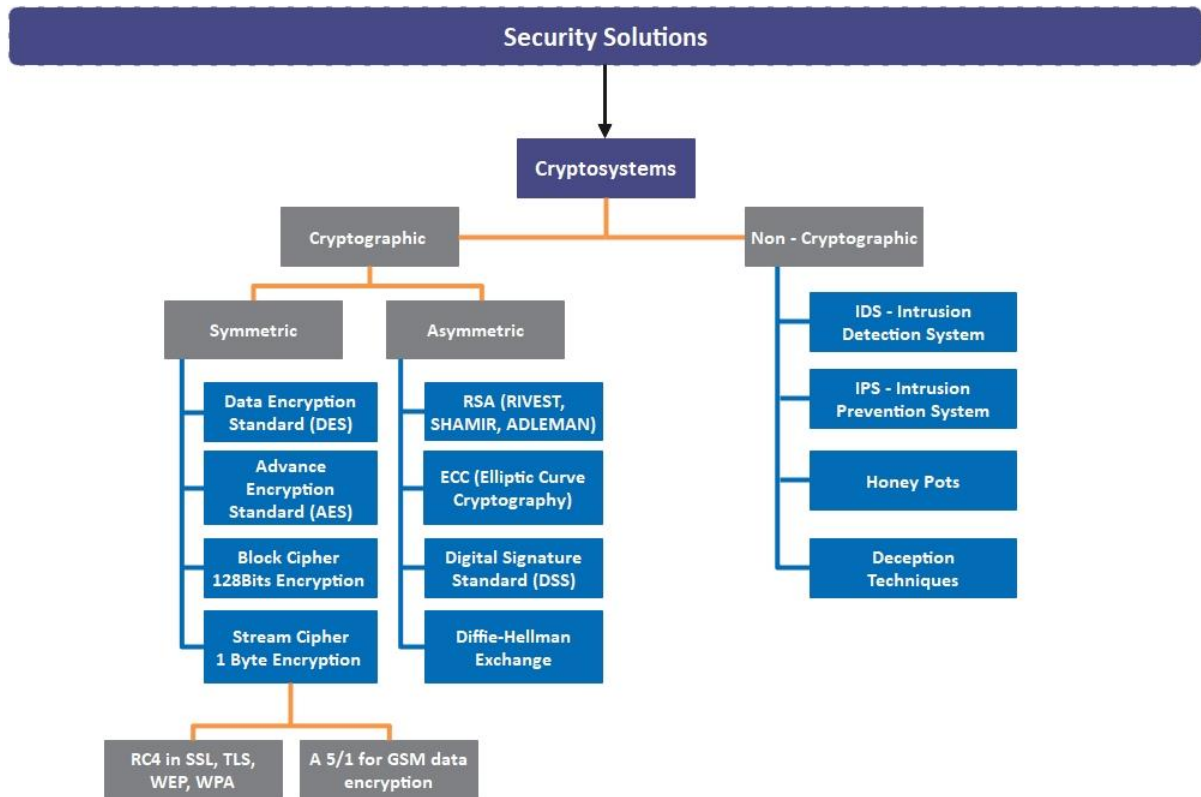 Security Solutions
Cryptosystems
Cryptographic
Non - Cryptographic
Symmetric
Asymmetric
IDS - Intrusion
Detection System
IPS - Intrusion
Prevention System
Honey Pots
Deception
Techniques
Data Encryption
Standard (DES)
Advance
Encryption
Standard (AES)
Block Cipher
128Bits Encryption
Stream Cipher
1 Byte Encryption
RSA (RIVEST,
SHAMIR, ADLEMAN)
ECC (Elliptic Curve
Cryptography)
Digital Signature
Standard (DSS)
Diffie-Hellman
Exchange
RC4 in SSL, TLS,
WEP, WPA
A 5/1 for GSM data
encryption